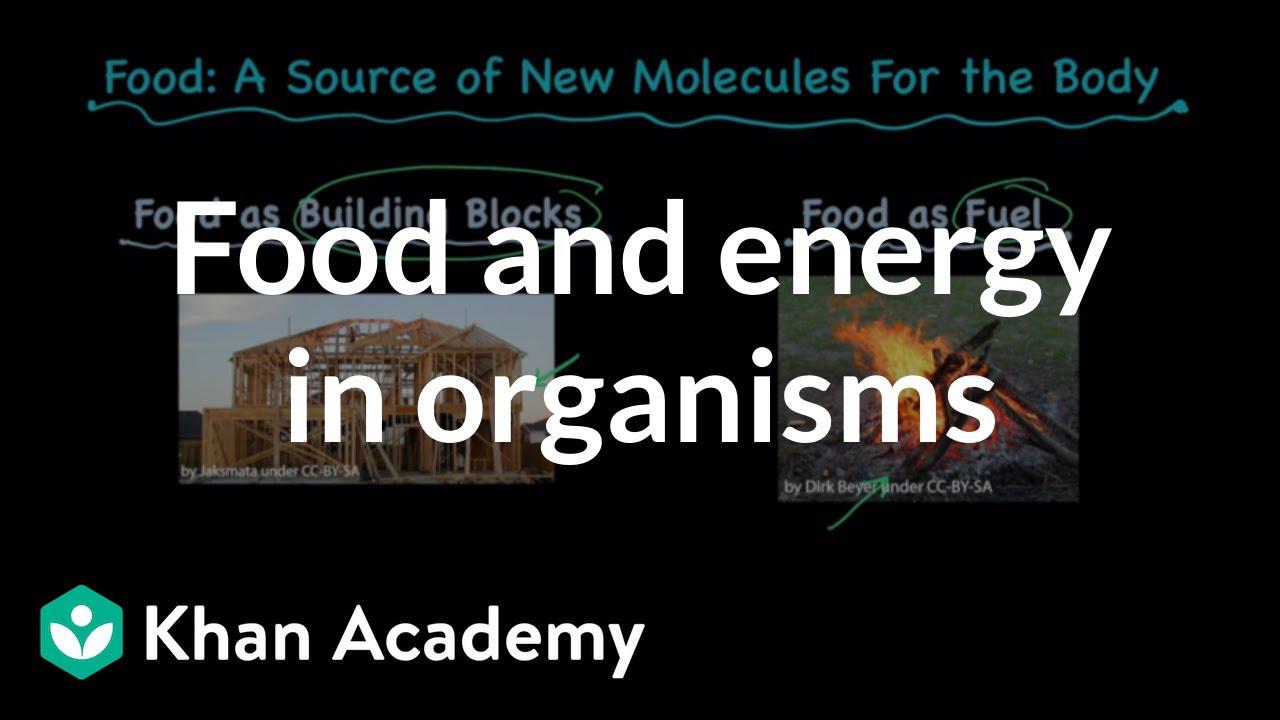 Food: A Source of New Molecules For the Body
Food as Building Blocks
Food as Fuel
Food and energy
in organisms
by Jaksmata under CC-BY-SA
by Dirk Beyer under CC-BY-SA
Khan Academy